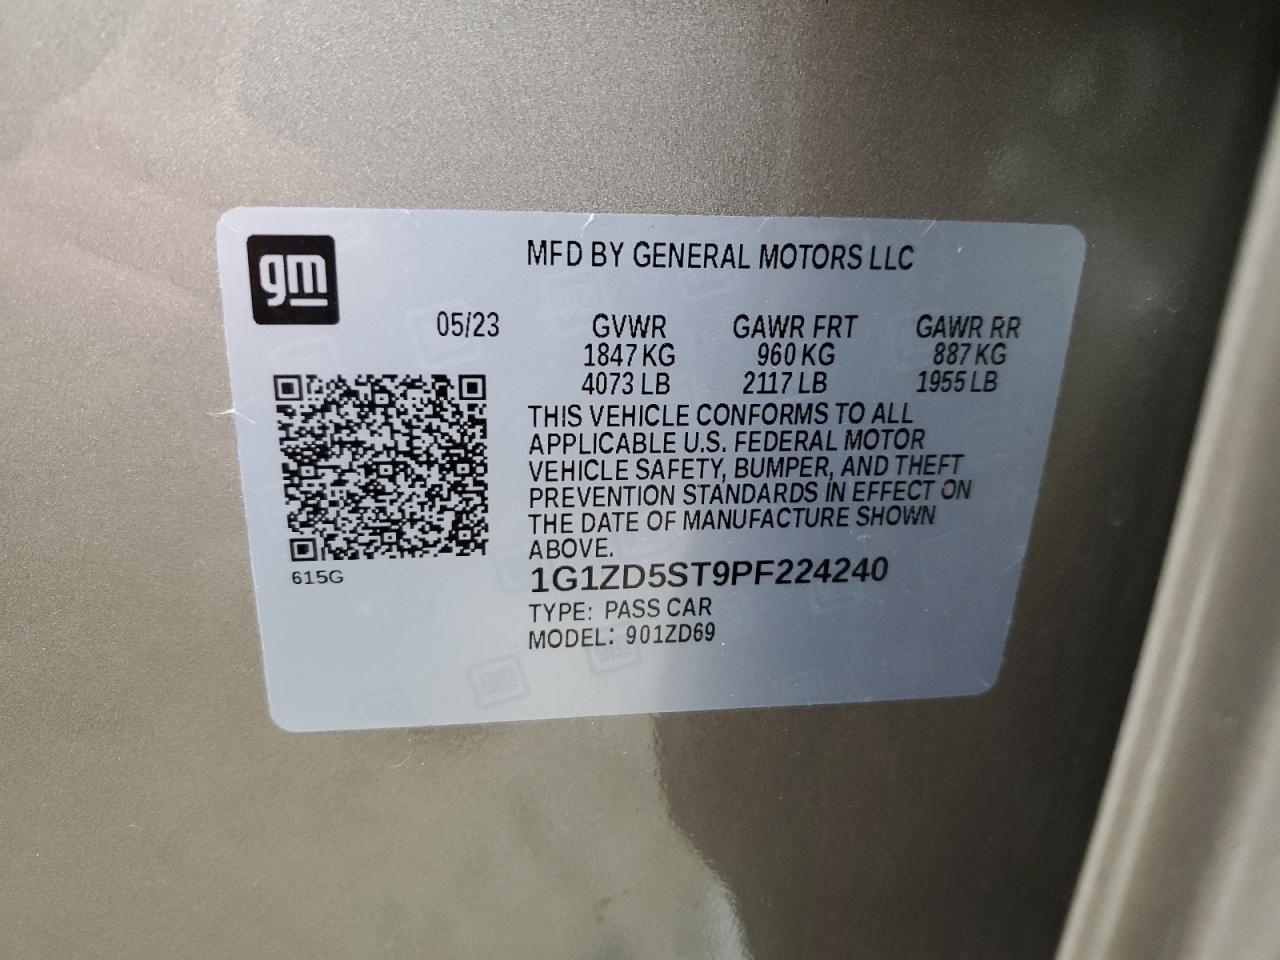 gm
MFD BY GENERAL MOTORS LLC
05/23 GVWR GAWR FRT GAWR RR
1847 KG 960 KG 887 KG
4073 LB 2117 LB 1955 LB
THIS VEHICLE CONFORMS TO ALL
APPLICABLE U.S. FEDERAL MOTOR
VEHICLE SAFETY, BUMPER, AND THEFT
PREVENTION STANDARDS IN EFFECT ON
THE DATE OF MANUFACTURE SHOWN
ABOVE.
615G
1G1ZD5ST9PF224240
TYPE: PASS CAR
MODEL: 901ZD69
gm
gm